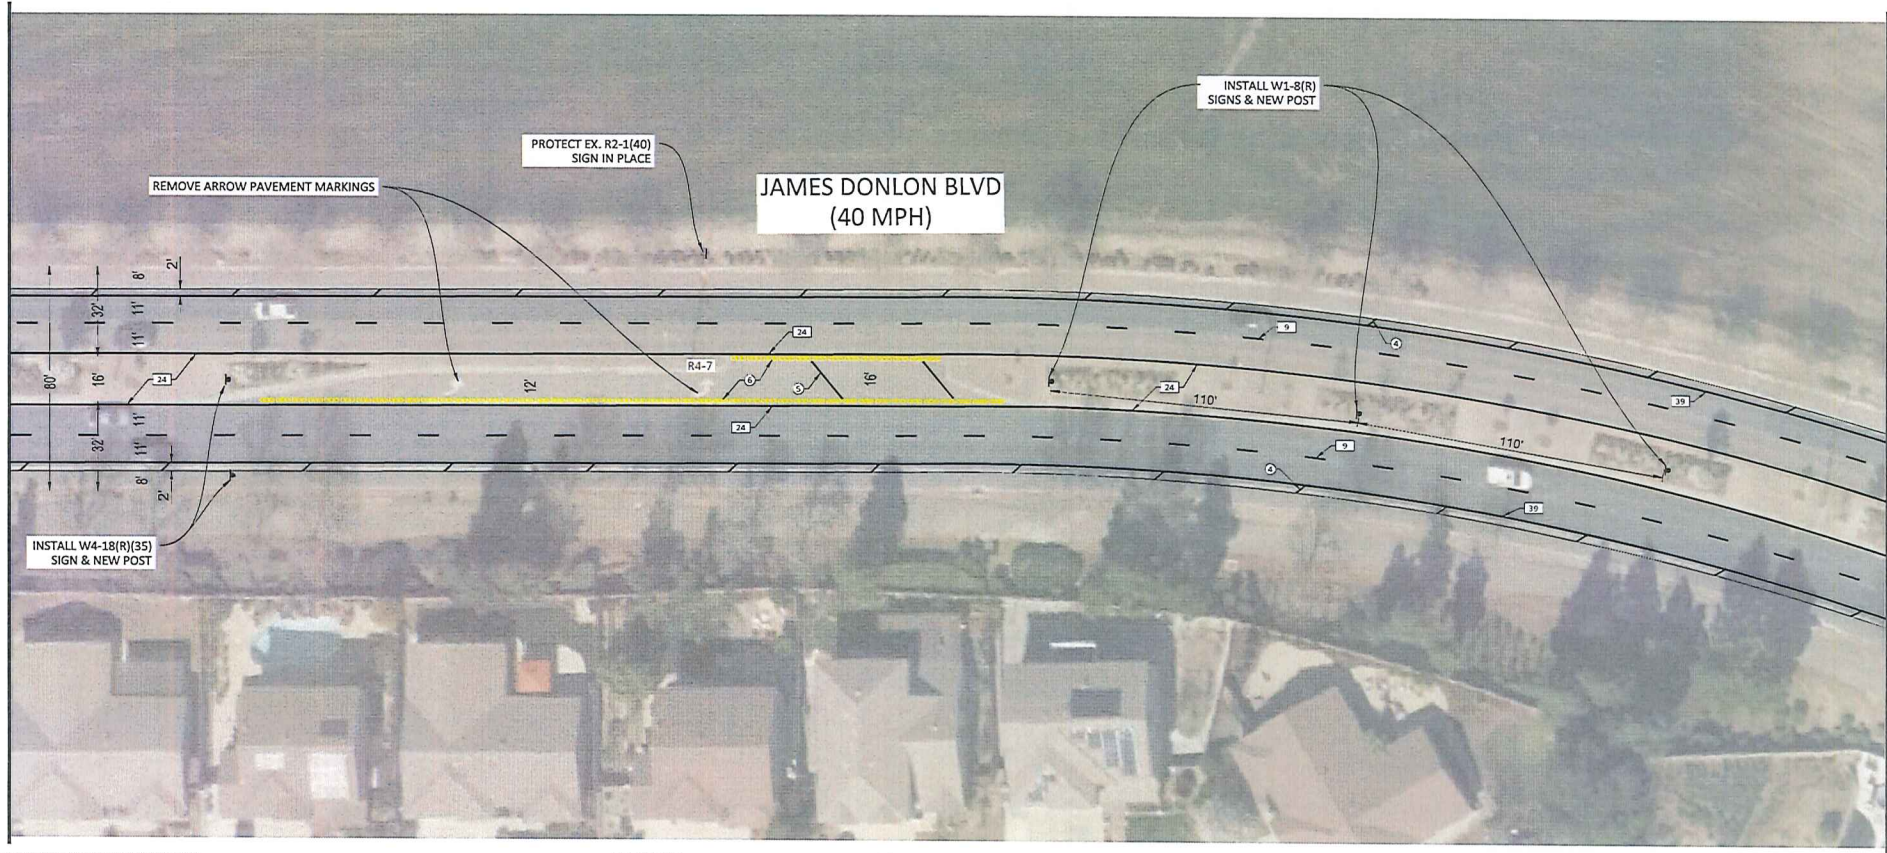 INSTALL W1-8(R)
SIGNS & NEW POST
PROTECT EX. R2-1(40)
SIGN IN PLACE
REMOVE ARROW PAVEMENT MARKINGS
JAMES DONLON BLVD
(40 MPH)
2'
8'
32'
11'
11'
80'
16'
24
12'
R4-7
24
6
5
16'
24
9
4
24
39
110'
110'
11'
32'
11'
8'
2'
24
9
4
39
INSTALL W4-18(R)(35)
SIGN & NEW POST